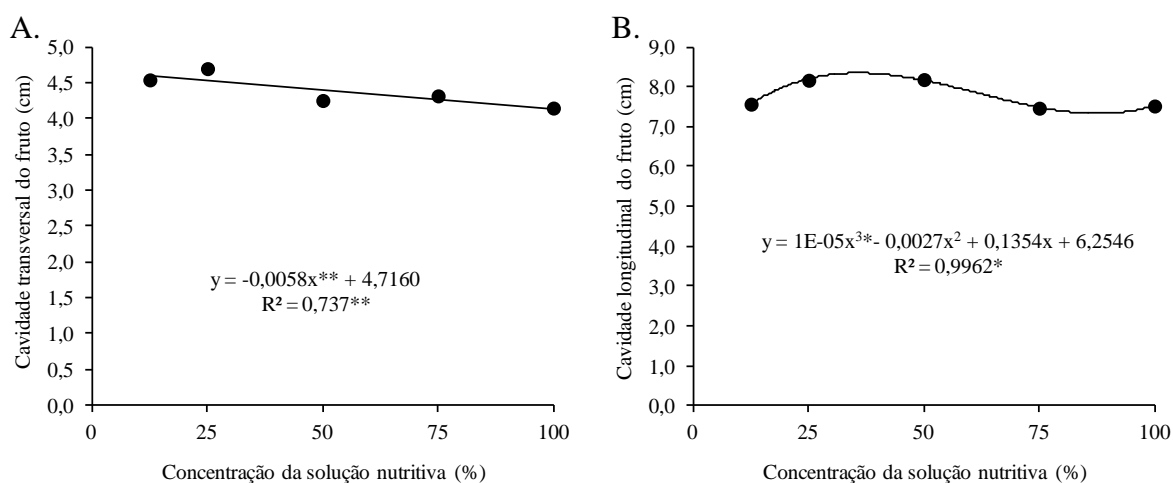 A.
Cavidade transversal do fruto (cm)
5,0
4,5
4,0
3,5
3,0
2,5
2,0
1,5
1,0
0,5
0,0
y = -0,0058x** + 4,7160
R² = 0,737**
0 25 50 75 100
Concentração da solução nutritiva (%)
B.
Cavidade longitudinal do fruto (cm)
9,0
8,0
7,0
6,0
5,0
4,0
3,0
2,0
1,0
0,0
y = 1E-05x³*- 0,0027x² + 0,1354x + 6,2546
R² = 0,9962*
0 25 50 75 100
Concentração da solução nutritiva (%)